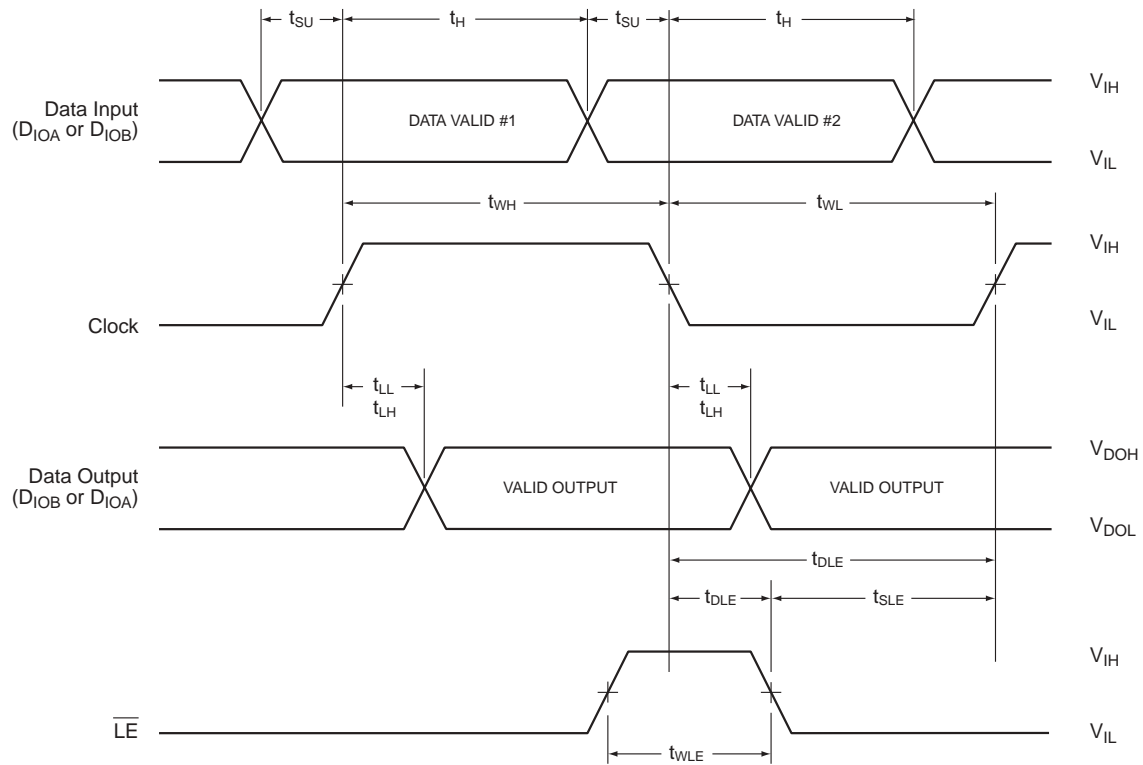 tSU tH tSU tH
Data Input
(DIOA or DIOB)
DATA VALID #1 DATA VALID #2
VIH
VIL
tWH tWL
Clock
VIH
VIL
tLL
tLH
tLL
tLH
Data Output
(DIOB or DIOA)
VALID OUTPUT VALID OUTPUT
VDOH
VDOL
tDLE
tDLE tSLE
LE
VIH
VIL
tWLE